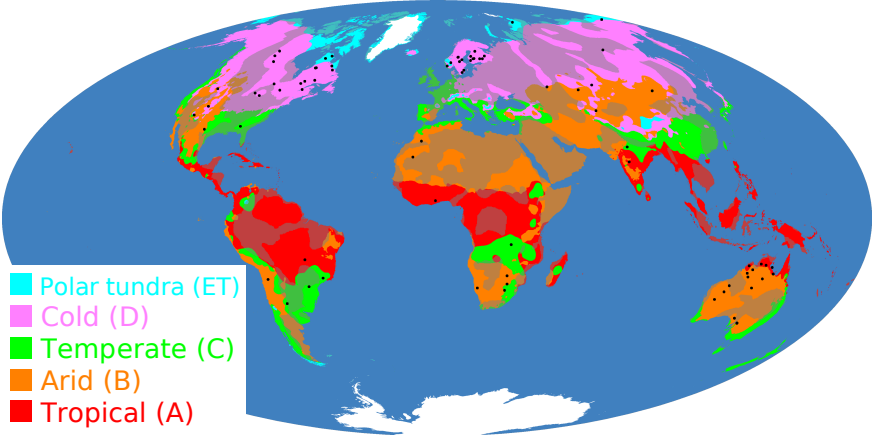 Polar tundra (ET)
Cold (D)
Temperate (C)
Arid (B)
Tropical (A)